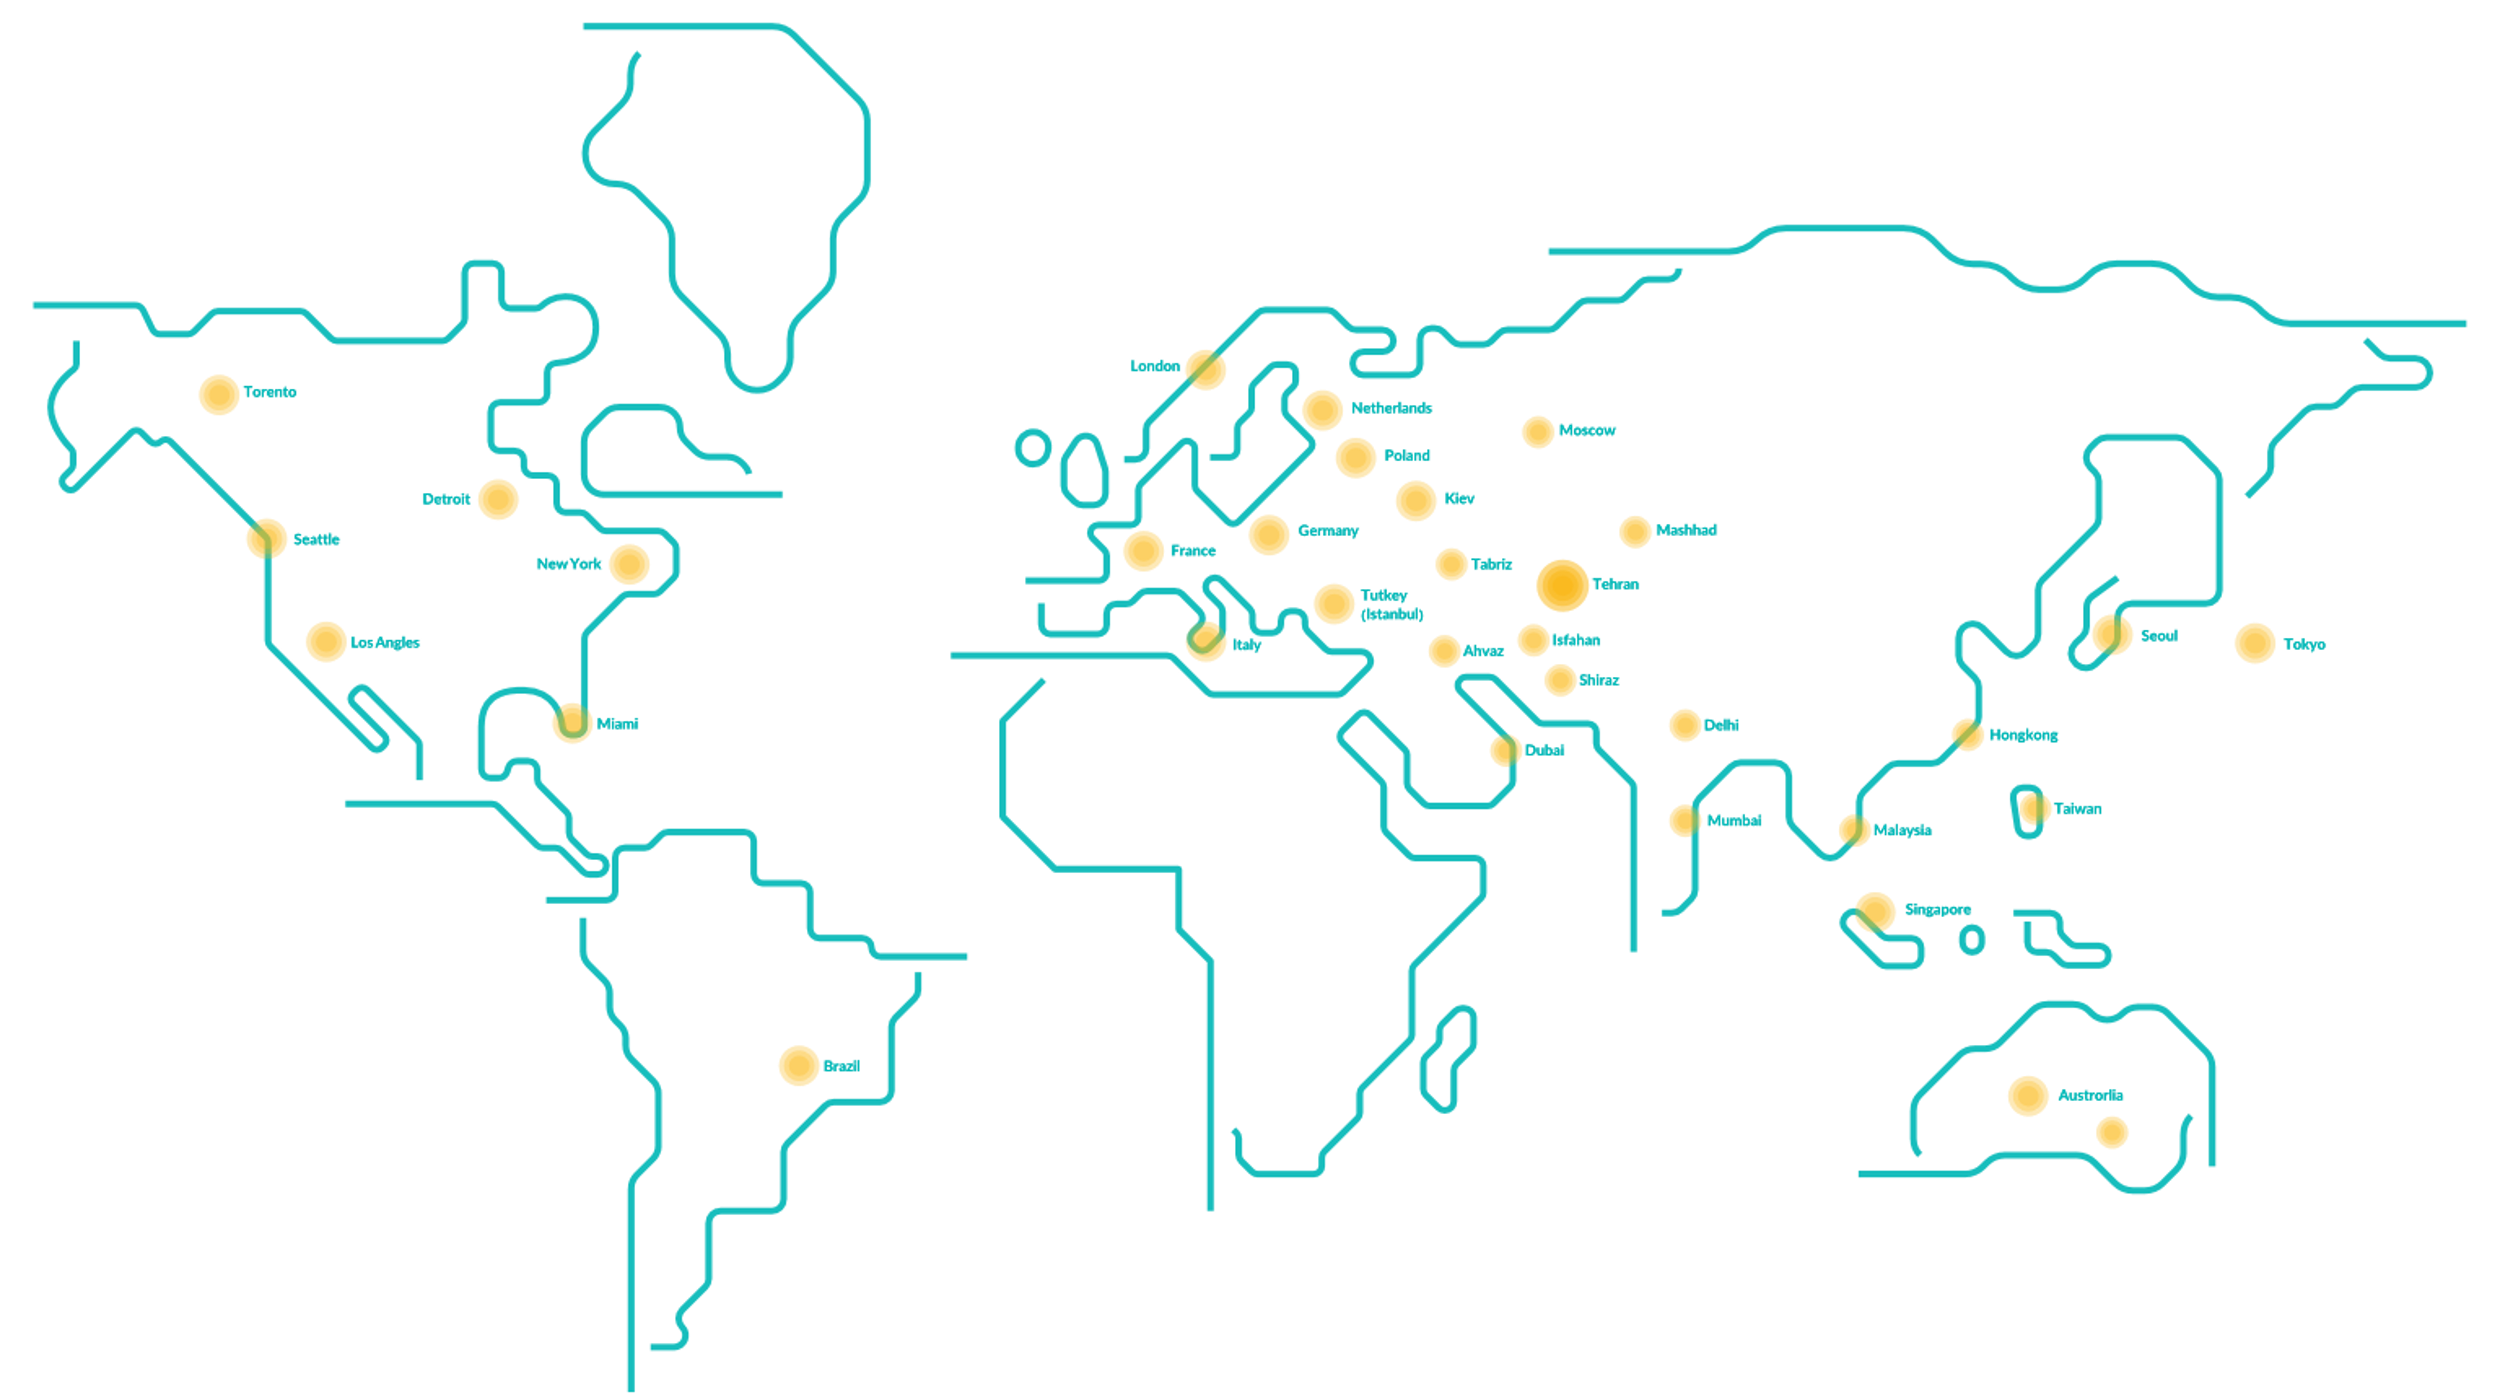 London
Torento
Netherlands
Moscow
Poland
Detroit
Kiev
Germany
Mashhad
Seattle
France
New York
Tabriz
Tehran
Tutkey
(Istanbul)
Los Angles
Italy
Ahvaz
Isfahan
Seoul
Tokyo
Shiraz
Miami
Delhi
Hongkong
Dubai
Taiwan
Mumbai
Malaysia
Singapore
Brazil
Austrorlia